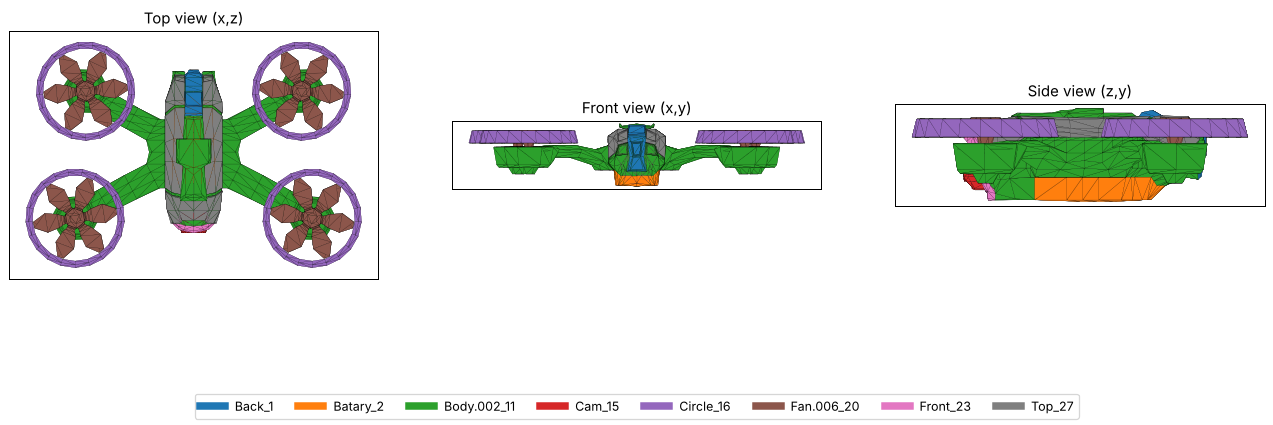 Top view (x,z)
Front view (x,y)
Side view (z,y)
Back_1
Batary_2
Body.002_11
Cam_15
Circle_16
Fan.006_20
Front_23
Top_27